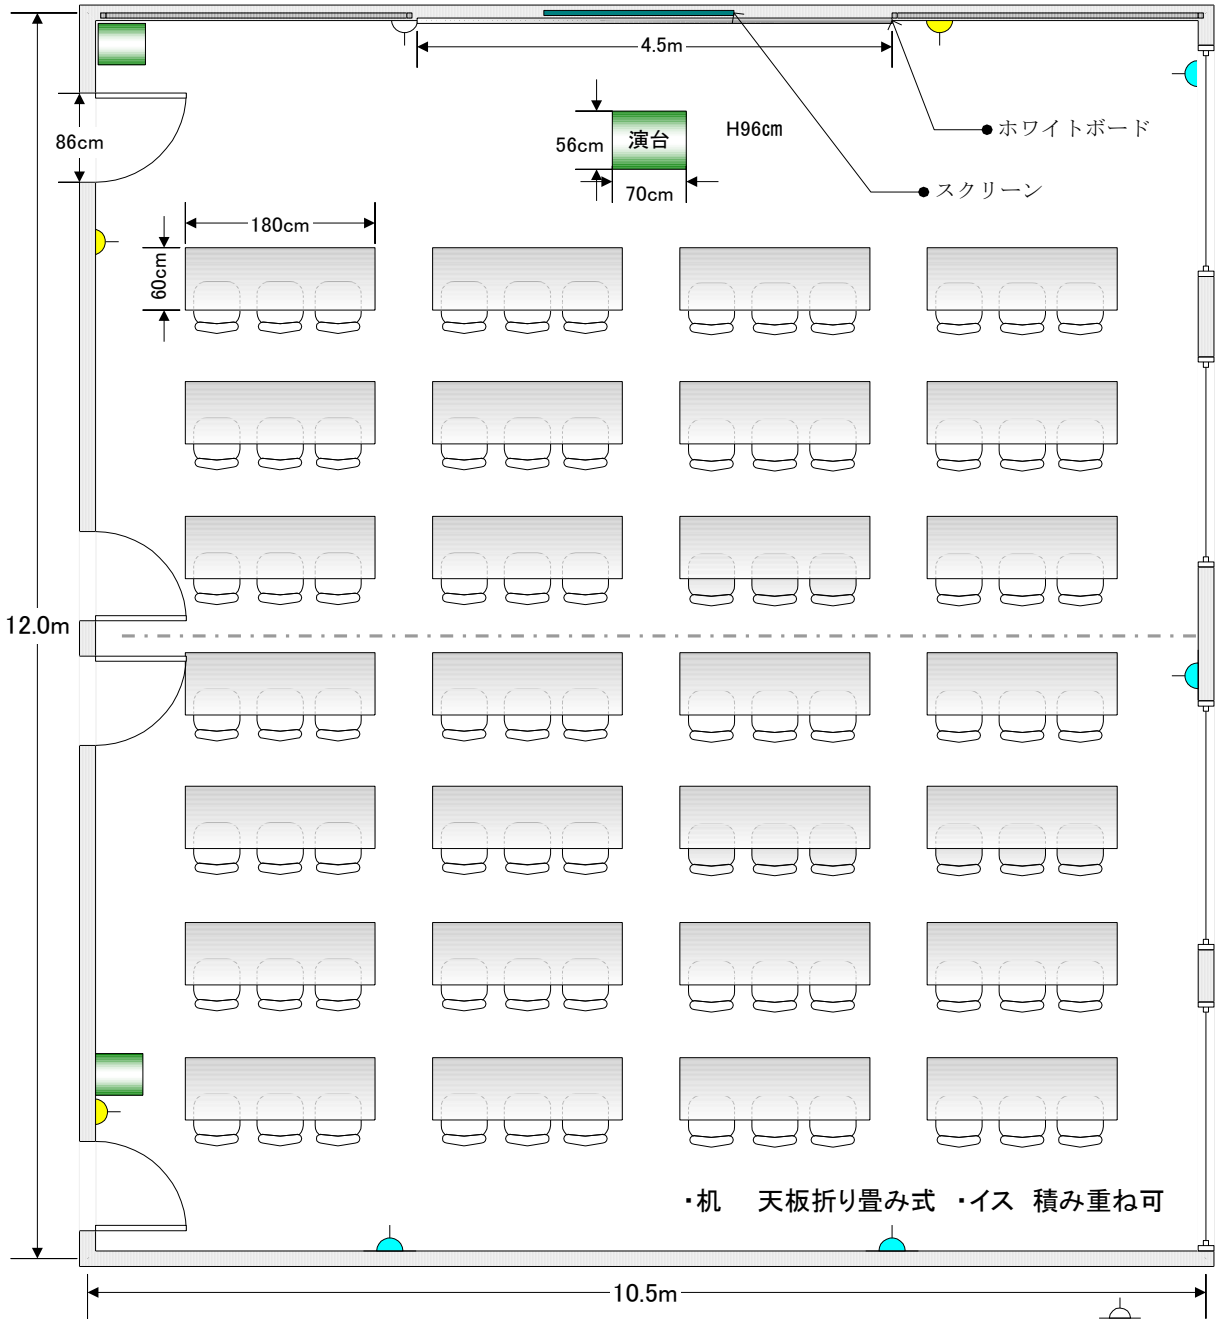 4.5m
86cm
56cm
演台
H96cm
ホワイトボード
70cm
スクリーン
180cm
60cm
12.0m
・机　天板折り畳み式　・イス　積み重ね可
10.5m